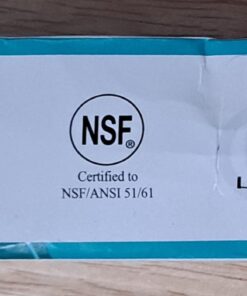 NSF®
Certified to
NSF/ANSI 51/61
L